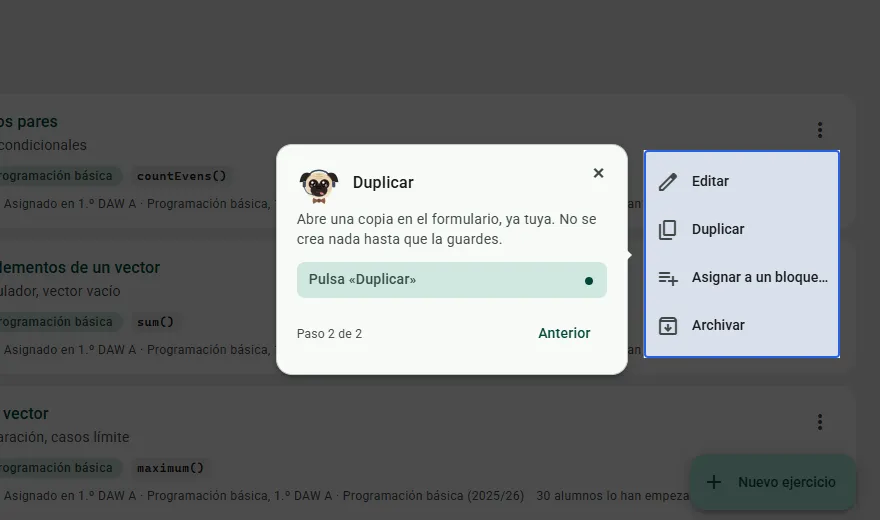 os pares
condicionales
rogramación básica countEvens()
Asignado en 1.º DAW A · Programación básica,
lementos de un vector
ulador, vector vacío
rogramación básica sum()
Asignado en 1.º DAW A · Programación básica,
Duplicar
Abre una copia en el formulario, ya tuya. No se
crea nada hasta que la guardes.
Pulsa «Duplicar»
Paso 2 de 2
Anterior
Editar
Duplicar
Asignar a un bloque…
Archivar
vector
aración, casos límite
rogramación básica maximum()
Asignado en 1.º DAW A · Programación básica, 1.º DAW A · Programación básica (2025/26) 30 alumnos lo han empeza
Nuevo ejercicio